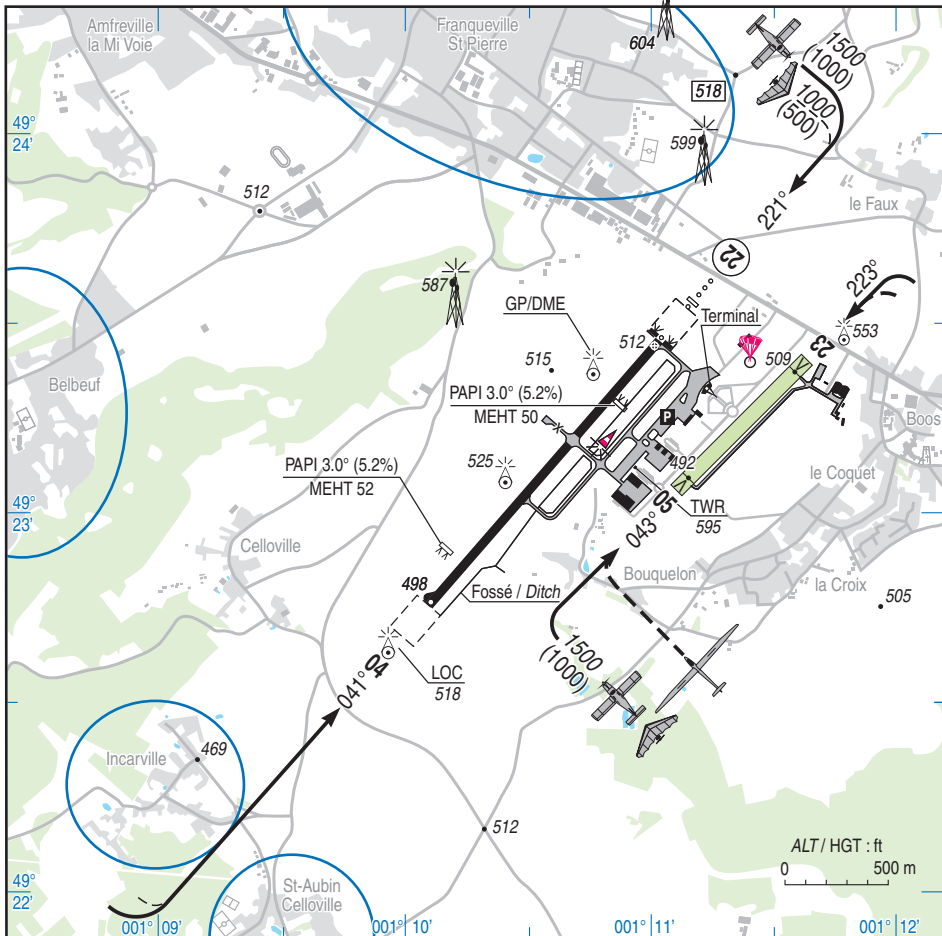 Amfreville
la Mi Voie
Franqueville
St Pierre
604
1500
(1000)
1000
(500)
518
49°
24'
599
512
221°
le Faux
22
587
GP/DME
223°
Terminal
553
512
23
515
509
Belbeuf
PAPI 3.0° (5.2%)
MEHT 50
P
Boos
PAPI 3.0° (5.2%)
MEHT 52
525
492
le Coquet
05
TWR
595
49°
23'
043°
Celloville
Bouquelon
la Croix
498
Fossé / Ditch
505
1500
(1000)
04
LOC
518
041°
Incarville
469
512
ALT / HGT : ft
0 500 m
St-Aubin
Celloville
49°
22'
001° 09'
001° 10'
001° 11'
001° 12'